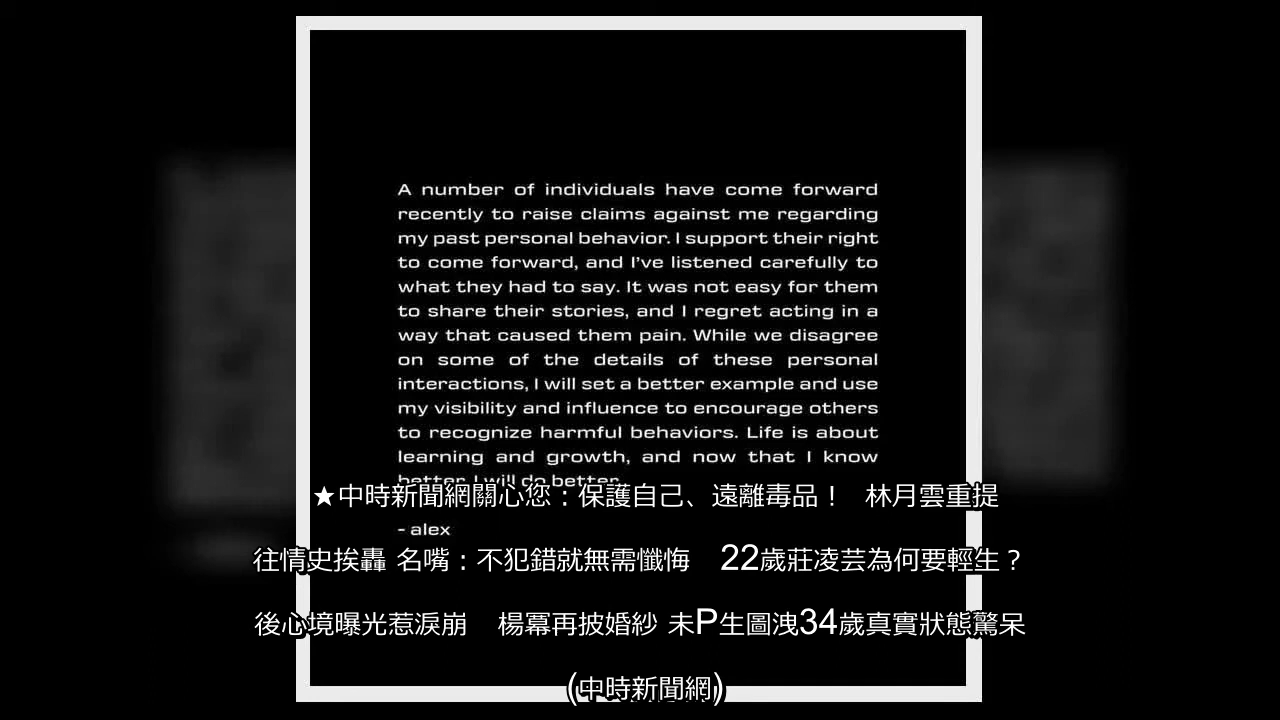 A number of individuals have come forward
recently to raise claims against me regarding
my past personal behavior. I support their right
to come forward, and I've listened carefully to
what they had to say. It was not easy for them
to share their stories, and I regret acting in a
way that caused them pain. While we disagree
on some of the details of these personal
interactions, I will set a better example and use
my visibility and influence to encourage others
to recognize harmful behaviors. Life is about
learning and growth, and now that I know
better, I will do better.
★中時新聞網關心您：保護自己、遠離毒品！ 林月雲重提
- alex
往情史挨轟 名嘴：不犯錯就無需懺悔 22歲莊凌芸為何要輕生？
後心境曝光惹淚崩 楊冪再披婚紗 未P生圖洩34歲真實狀態驚呆
(中時新聞網)